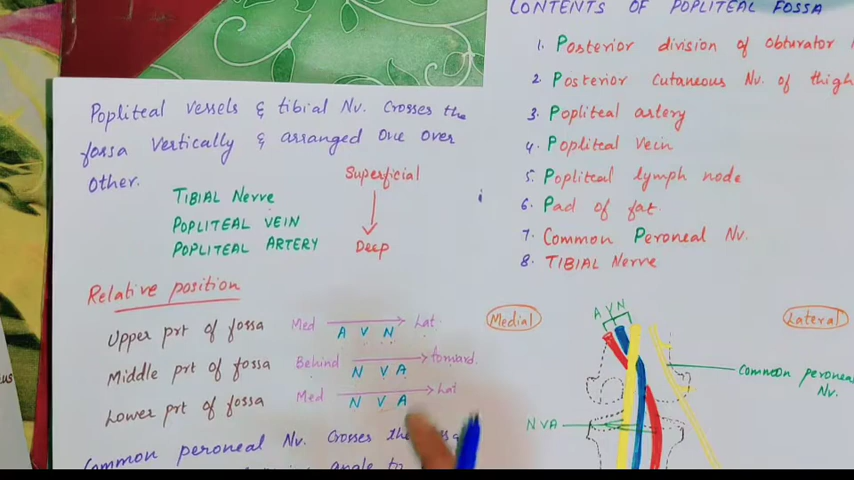 Popliteal vessels & tibial Nv. Crosses the
fossa vertically & arranged One over
Other.
TIBIAL Nerve
POPLITEAL VEIN
POPLITEAL ARTERY
Superficial
Deep
Relative position
Upper prt of fossa Med Lat
A V N
Middle prt of fossa Behind forward.
N V A
Lower prt of fossa Med Lat
N V A
Common peroneal Nv. Crosses the
angle to
CONTENTS OF POPLITEAL FOSSA
1. Posterior division of obturator
2 Posterior Cutaneous Nv. of thigh
3. Popliteal artery
4. Popliteal Vein
5. Popliteal lymph node
6. Pad of fat
7. Common Peroneal Nv.
8. TIBIAL Nerve
Medial
A V N
Lateral
Common peroneal
Nv.
N V A